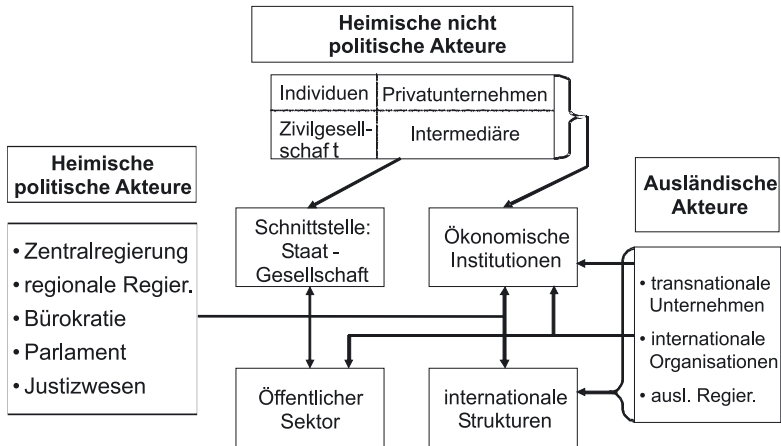 Heimische nicht
politische Akteure
Individuen
Privatunternehmen
Zivilgesell-
schaft
Intermediäre
Heimische
politische Akteure
• Zentralregierung
• regionale Regier.
• Bürokratie
• Parlament
• Justizwesen
Schnittstelle:
Staat -
Gesellschaft
Ökonomische
Institutionen
Ausländische
Akteure
• transnationale
Unternehmen
• internationale
Organisationen
• ausl. Regier.
Öffentlicher
Sektor
internationale
Strukturen